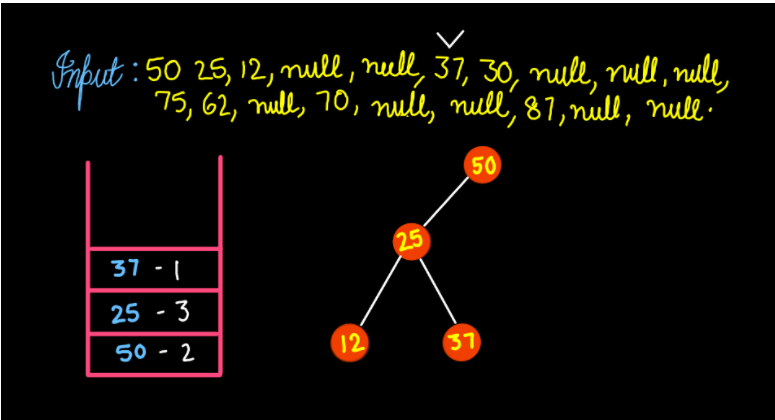 Input : 50 25, 12, null, null, 37, 30, null, null, null,
75, 62, null, 70, null, null, 87, null, null.
50
25
37 - 1
25 - 3
50 - 2
12
37